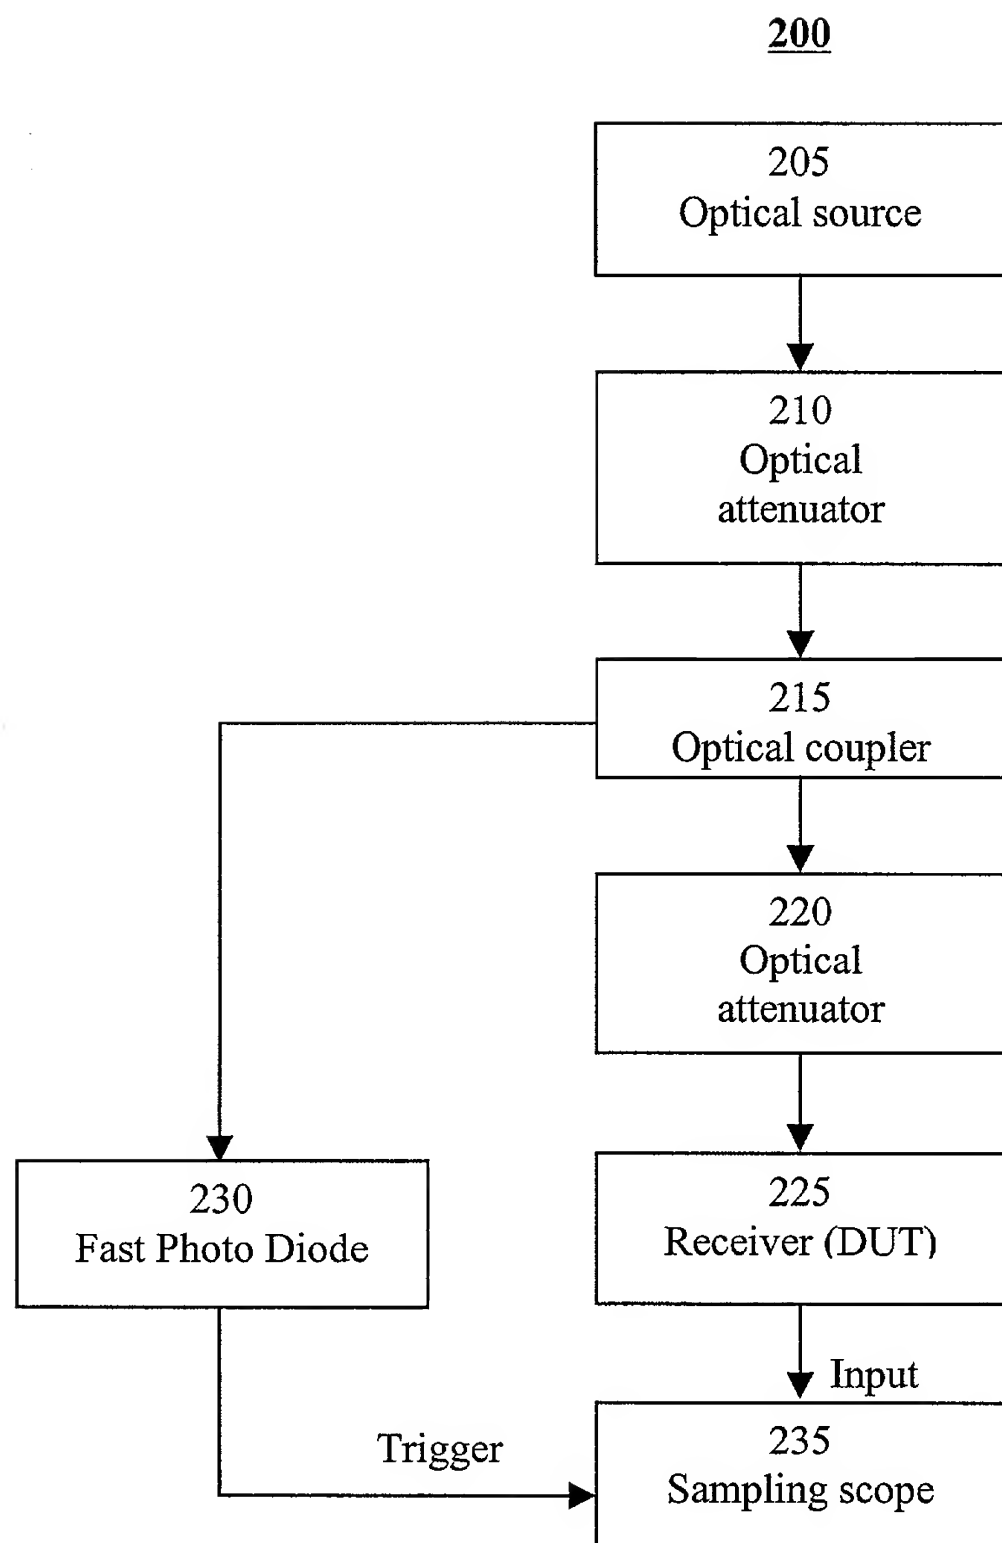 200
205
Optical source
210
Optical
attenuator
215
Optical coupler
220
Optical
attenuator
230
Fast Photo Diode
225
Receiver (DUT)
Input
Trigger
235
Sampling scope